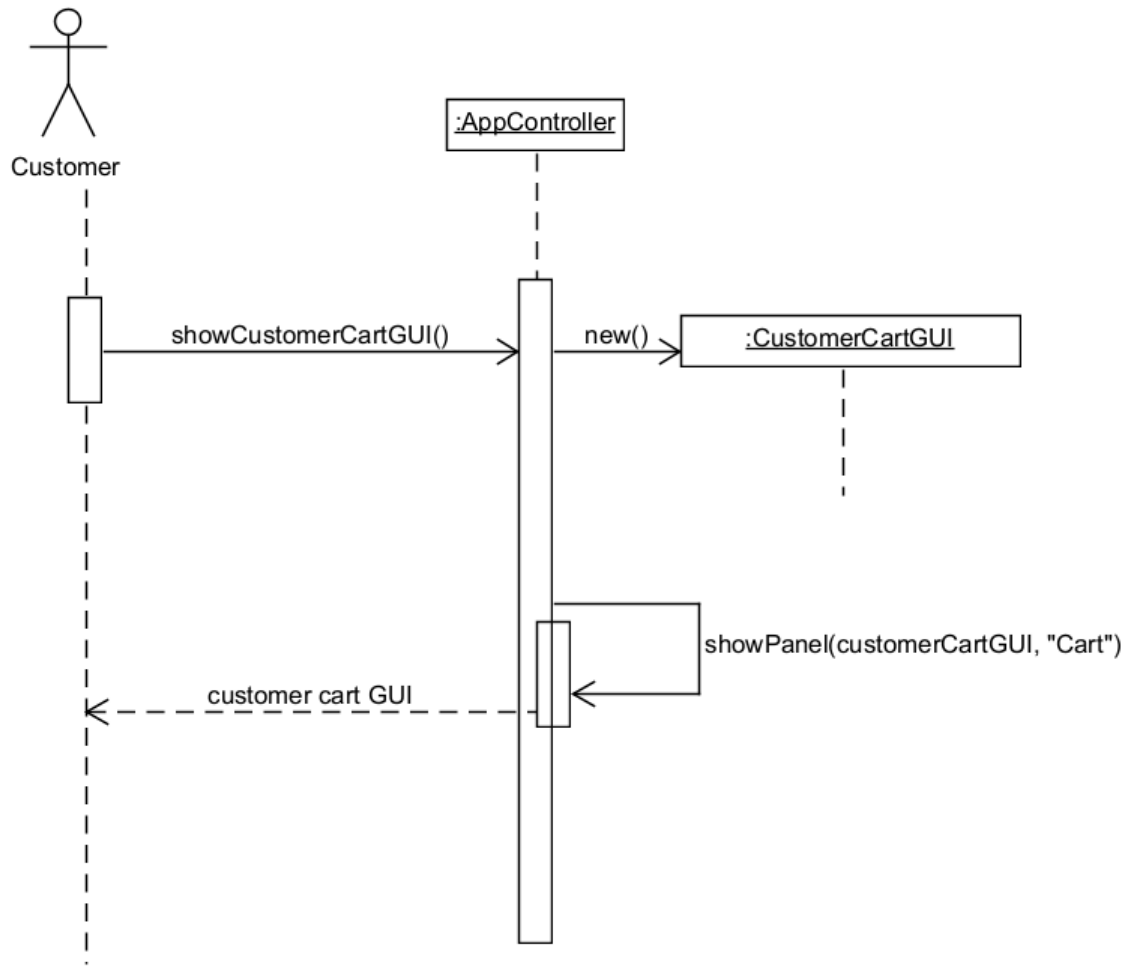 Customer
:AppController
showCustomerCartGUI()
new()
:CustomerCartGUI
showPanel(customerCartGUI, "Cart")
customer cart GUI